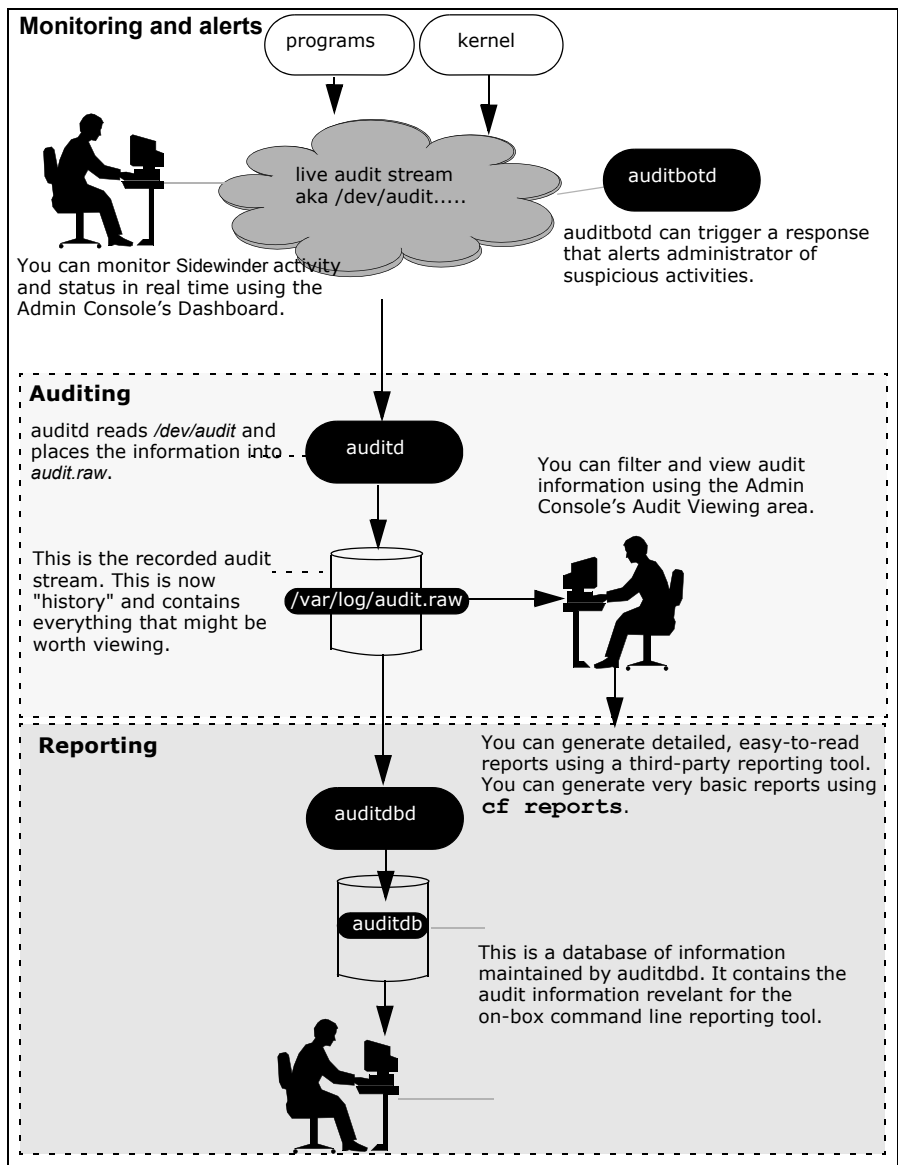 Monitoring and alerts
programs
kernel
live audit stream
aka /dev/audit.....
auditbotd
auditbotd can trigger a response
that alerts administrator of
suspicious activities.
You can monitor Sidewinder activity
and status in real time using the
Admin Console's Dashboard.
Auditing
auditd reads /dev/audit and
places the information into
audit.raw.
auditd
You can filter and view audit
information using the Admin
Console's Audit Viewing area.
This is the recorded audit
stream. This is now
"history" and contains
everything that might be
worth viewing.
/var/log/audit.raw
Reporting
You can generate detailed, easy-to-read
reports using a third-party reporting tool.
You can generate very basic reports using
cf reports.
auditdbd
auditdb
This is a database of information
maintained by auditdbd. It contains the
audit information revelant for the
on-box command line reporting tool.